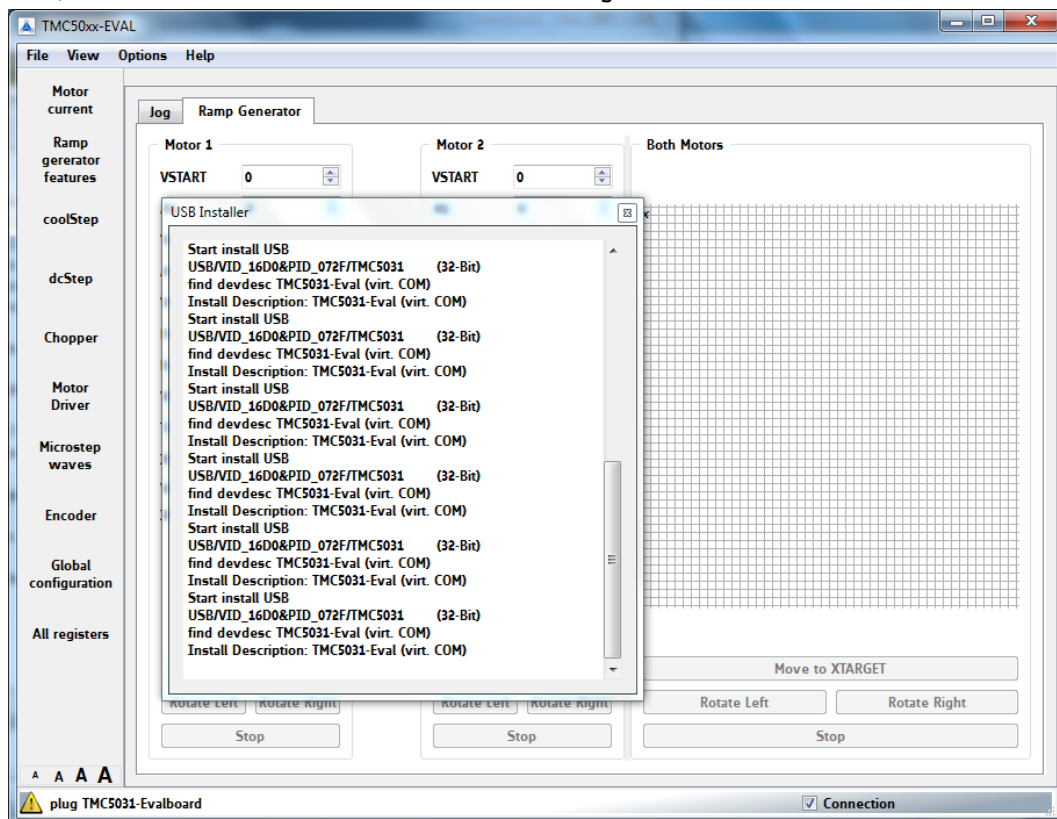 TMC50xx-EVAL
File View Options Help
Motor
current
Ramp
gererator
features
coolStep
dcStep
Chopper
Motor
Driver
Microstep
waves
Encoder
Global
configuration
All registers
A A A A
Jog Ramp Generator
Motor 1
VSTART 0
Motor 2
VSTART 0
Both Motors
x
USB Installer
Start install USB
USB/VID_16D0&PID_072F/TMC5031 (32-Bit)
find devdesc TMC5031-Eval (virt. COM)
Install Description: TMC5031-Eval (virt. COM)
Start install USB
USB/VID_16D0&PID_072F/TMC5031 (32-Bit)
find devdesc TMC5031-Eval (virt. COM)
Install Description: TMC5031-Eval (virt. COM)
Start install USB
USB/VID_16D0&PID_072F/TMC5031 (32-Bit)
find devdesc TMC5031-Eval (virt. COM)
Install Description: TMC5031-Eval (virt. COM)
Start install USB
USB/VID_16D0&PID_072F/TMC5031 (32-Bit)
find devdesc TMC5031-Eval (virt. COM)
Install Description: TMC5031-Eval (virt. COM)
Start install USB
USB/VID_16D0&PID_072F/TMC5031 (32-Bit)
find devdesc TMC5031-Eval (virt. COM)
Install Description: TMC5031-Eval (virt. COM)
Start install USB
USB/VID_16D0&PID_072F/TMC5031 (32-Bit)
find devdesc TMC5031-Eval (virt. COM)
Install Description: TMC5031-Eval (virt. COM)
Move to XTARGET
Rotate Left Rotate Right
Rotate Left Rotate Right
Rotate Left Rotate Right
Stop
Stop
Stop
plug TMC5031-Evalboard
Connection